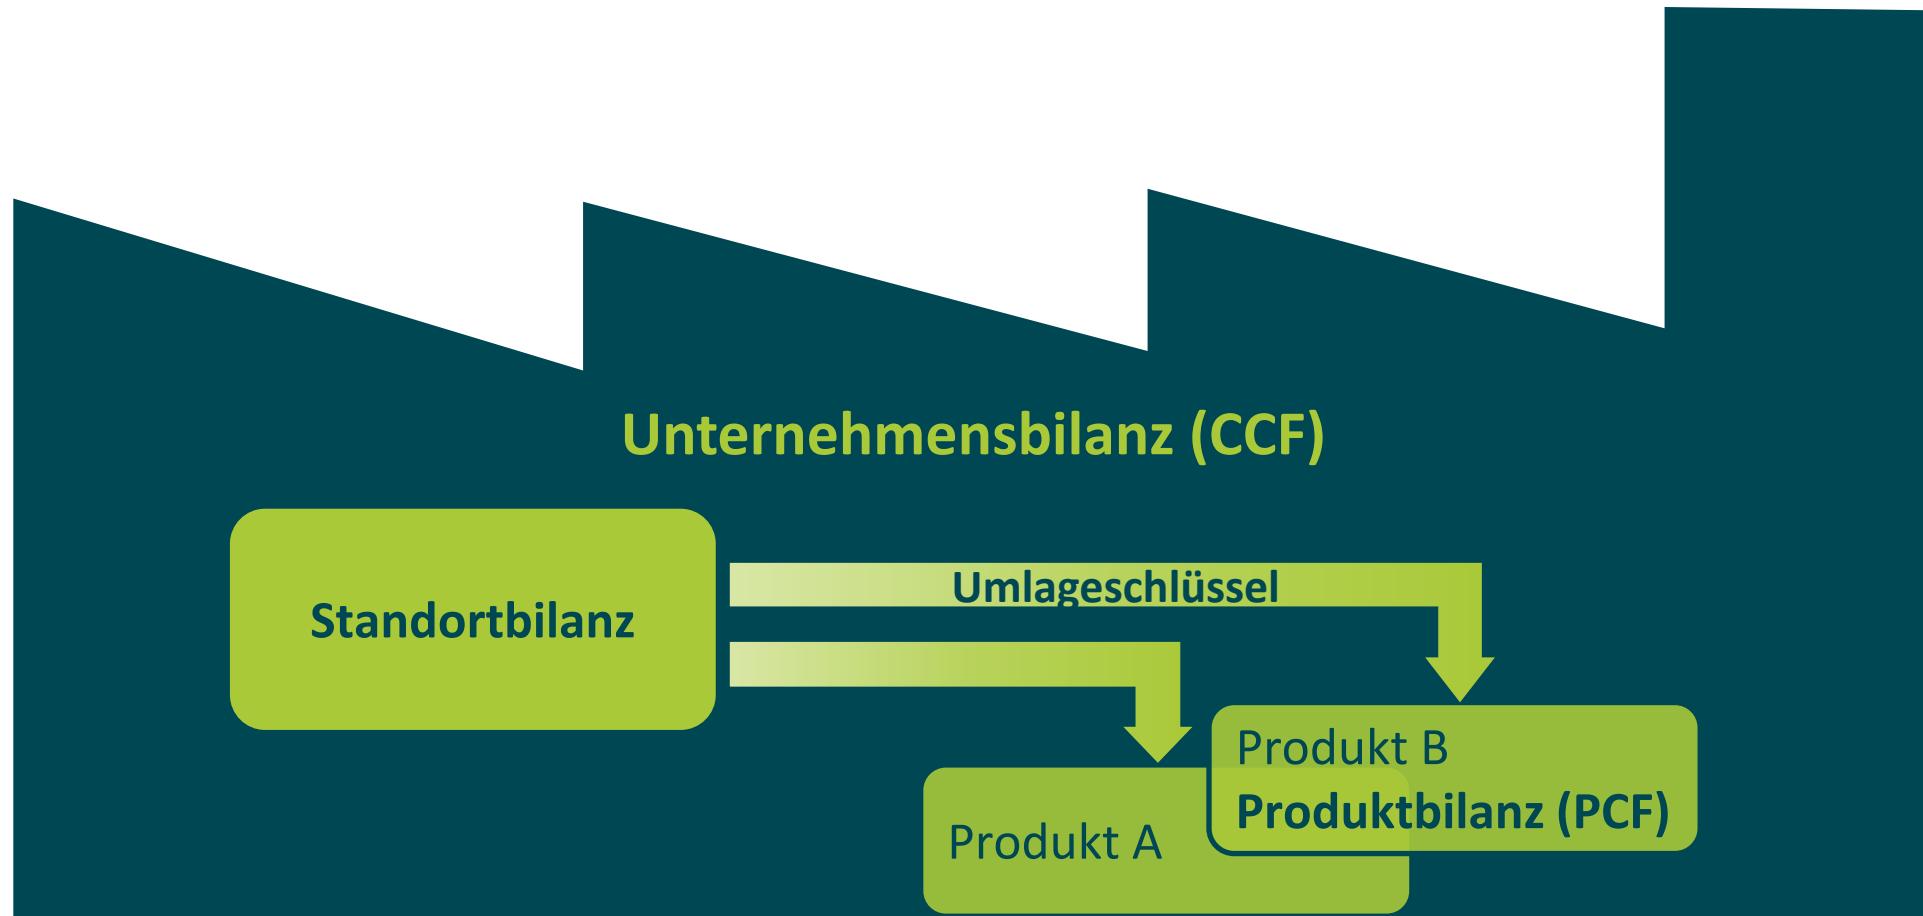 Unternehmensbilanz (CCF)
Standortbilanz
Umlageschlüssel
Produkt B
Produktbilanz (PCF)
Produkt A